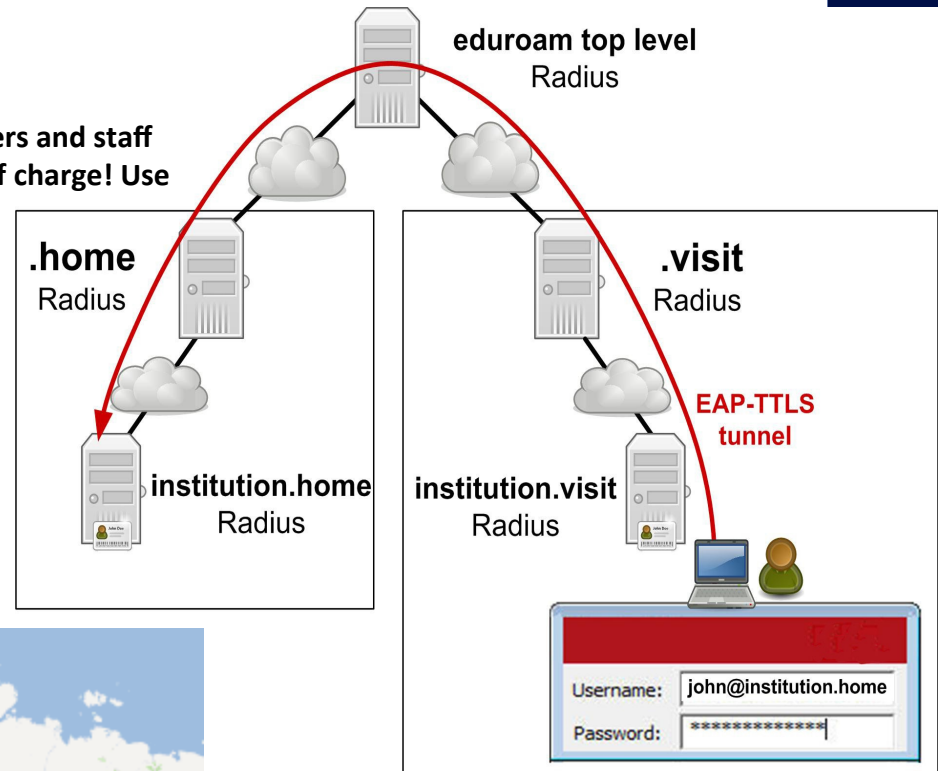 eduroam top level
Radius
ers and staff
f charge! Use
.home
Radius
.visit
Radius
EAP-TTLS
tunnel
institution.home
Radius
institution.visit
Radius
Username: john@institution.home
Password: *************